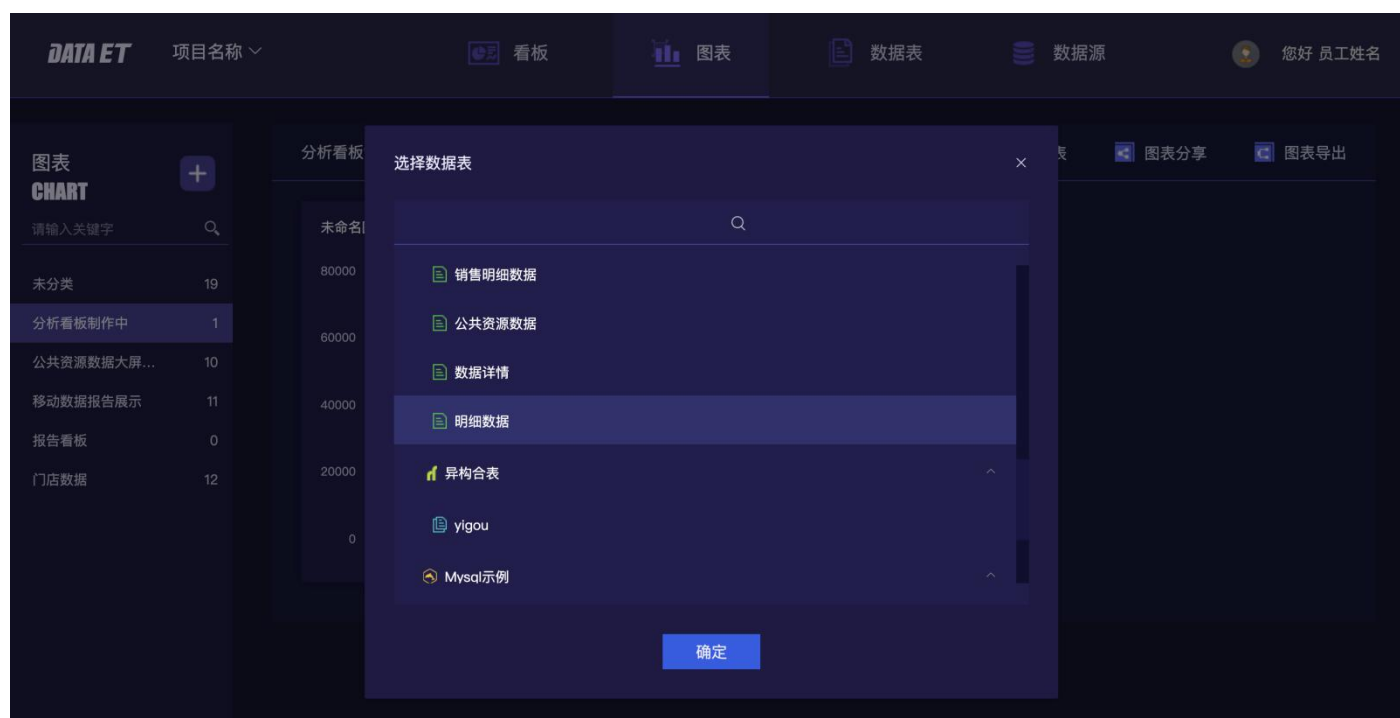 DATA ET
项目名称
看板
图表
数据表
数据源
您好 员工姓名
图表
CHART
请输入关键字
未分类 19
分析看板制作中 1
公共资源数据大屏... 10
移动数据报告展示 11
报告看板 0
门店数据 12
分析看板
表
图表分享
图表导出
未命名
80000
60000
40000
20000
0
选择数据表
销售明细数据
公共资源数据
数据详情
明细数据
异构合表
yigou
Mysql示例
确定